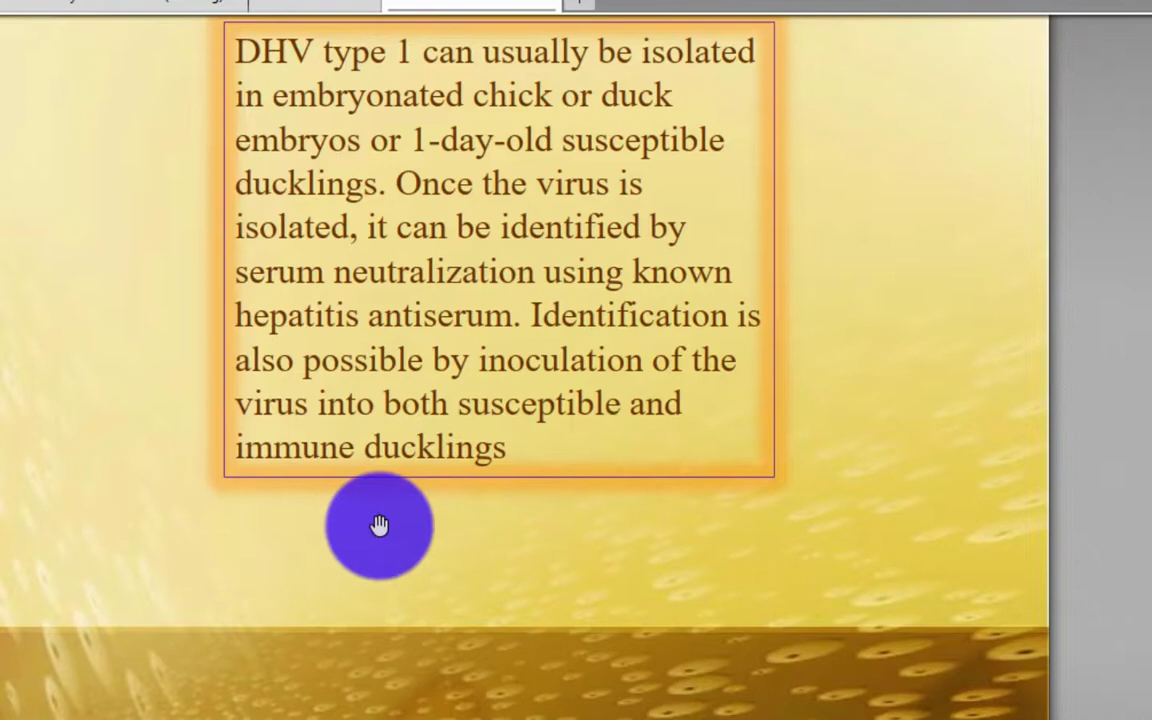 DHV type 1 can usually be isolated
in embryonated chick or duck
embryos or 1-day-old susceptible
ducklings. Once the virus is
isolated, it can be identified by
serum neutralization using known
hepatitis antiserum. Identification is
also possible by inoculation of the
virus into both susceptible and
immune ducklings